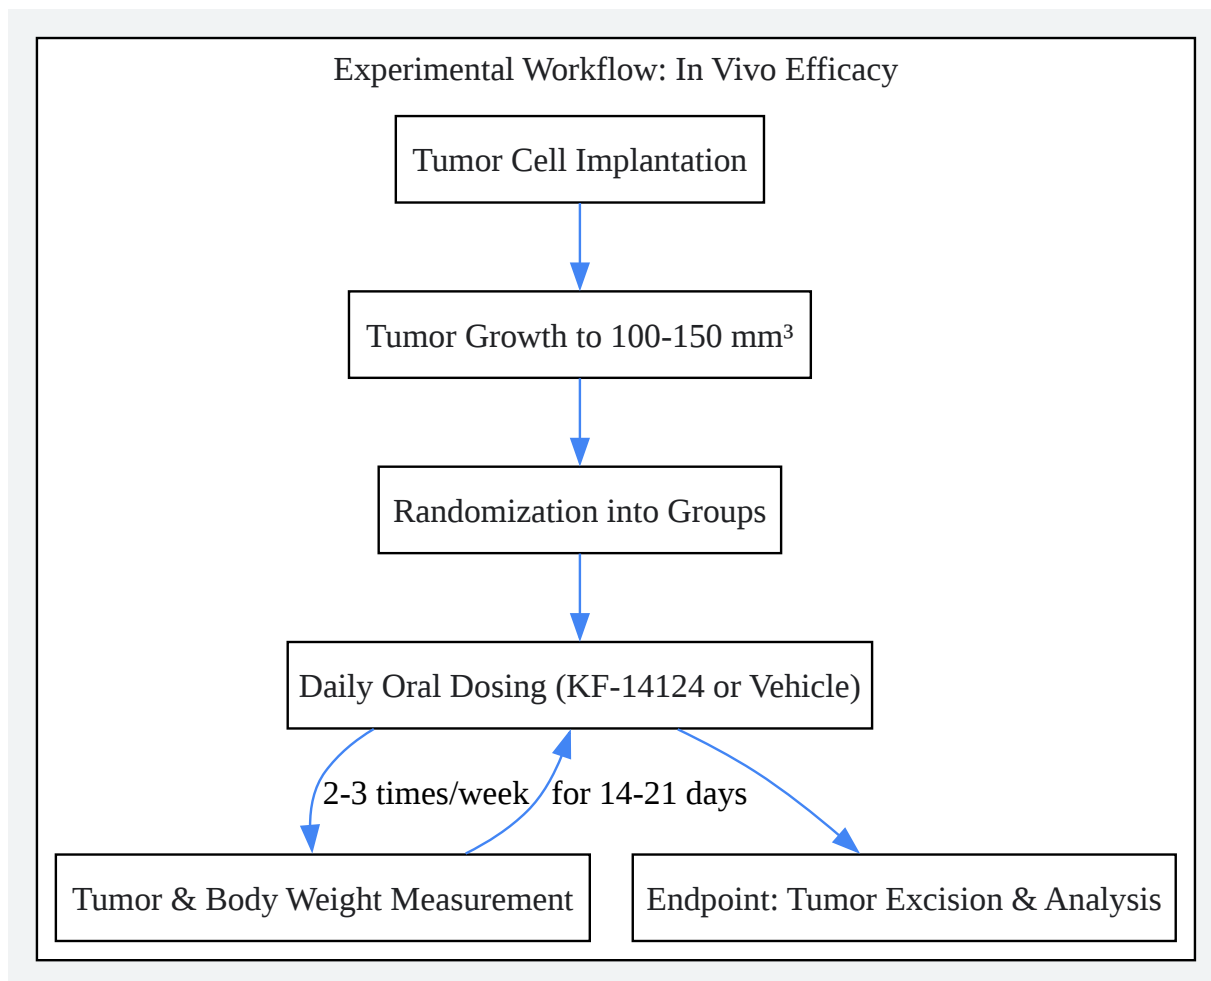 Experimental Workflow: In Vivo Efficacy
Tumor Cell Implantation
Tumor Growth to 100-150 mm³
Randomization into Groups
Daily Oral Dosing (KF-14124 or Vehicle)
2-3 times/week
for 14-21 days
Tumor & Body Weight Measurement
Endpoint: Tumor Excision & Analysis